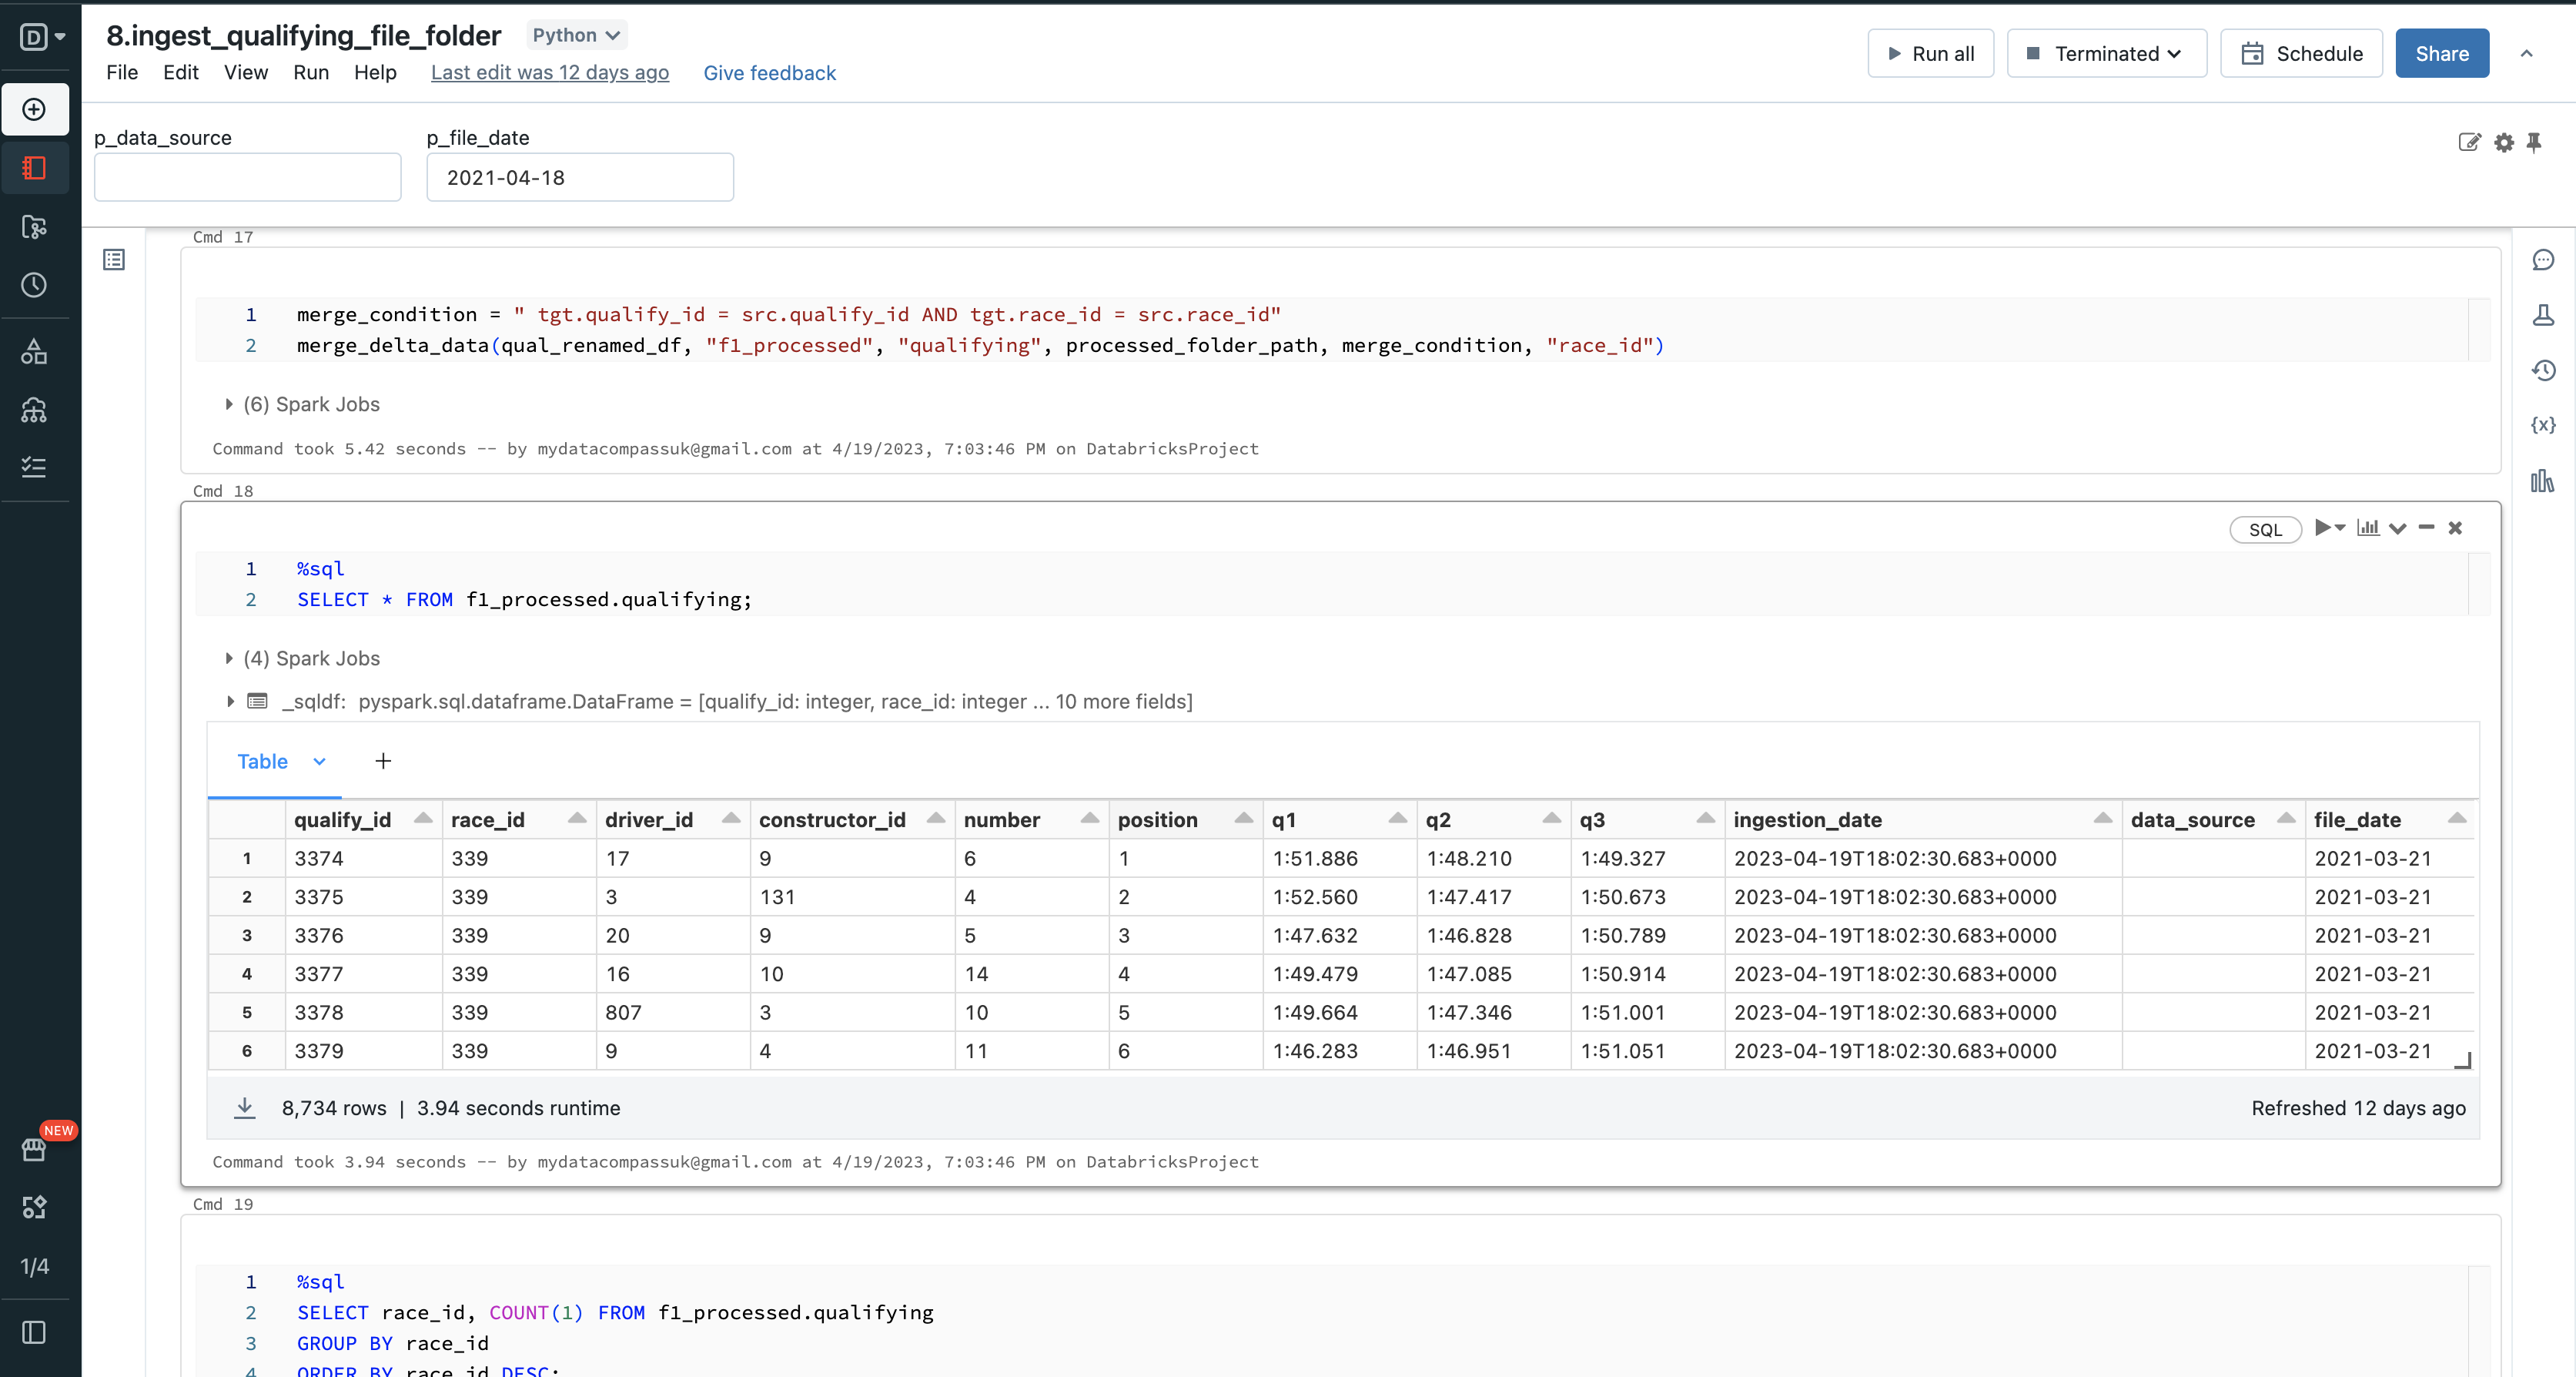 8.ingest_qualifying_file_folder Python
File Edit View Run Help Last edit was 12 days ago Give feedback
Run all Terminated Schedule Share
p_data_source p_file_date
2021-04-18
Cmd 17
1 merge_condition = " tgt.qualify_id = src.qualify_id AND tgt.race_id = src.race_id"
2 merge_delta_data(qual_renamed_df, "f1_processed", "qualifying", processed_folder_path, merge_condition, "race_id")
(6) Spark Jobs
Command took 5.42 seconds -- by mydatacompassuk@gmail.com at 4/19/2023, 7:03:46 PM on DatabricksProject
Cmd 18
SQL
1 %sql
2 SELECT * FROM f1_processed.qualifying;
(4) Spark Jobs
_sqldf: pyspark.sql.dataframe.DataFrame = [qualify_id: integer, race_id: integer ... 10 more fields]
Table +
qualify_id race_id driver_id constructor_id number position q1 q2 q3 ingestion_date data_source file_date
1 3374 339 17 9 6 1 1:51.886 1:48.210 1:49.327 2023-04-19T18:02:30.683+0000 2021-03-21
2 3375 339 3 131 4 2 1:52.560 1:47.417 1:50.673 2023-04-19T18:02:30.683+0000 2021-03-21
3 3376 339 20 9 5 3 1:47.632 1:46.828 1:50.789 2023-04-19T18:02:30.683+0000 2021-03-21
4 3377 339 16 10 14 4 1:49.479 1:47.085 1:50.914 2023-04-19T18:02:30.683+0000 2021-03-21
5 3378 339 807 3 10 5 1:49.664 1:47.346 1:51.001 2023-04-19T18:02:30.683+0000 2021-03-21
6 3379 339 9 4 11 6 1:46.283 1:46.951 1:51.051 2023-04-19T18:02:30.683+0000 2021-03-21
8,734 rows | 3.94 seconds runtime Refreshed 12 days ago
Command took 3.94 seconds -- by mydatacompassuk@gmail.com at 4/19/2023, 7:03:46 PM on DatabricksProject
Cmd 19
1 %sql
2 SELECT race_id, COUNT(1) FROM f1_processed.qualifying
3 GROUP BY race_id
4 ORDER BY race_id DESC;
D
NEW
1/4
{x}